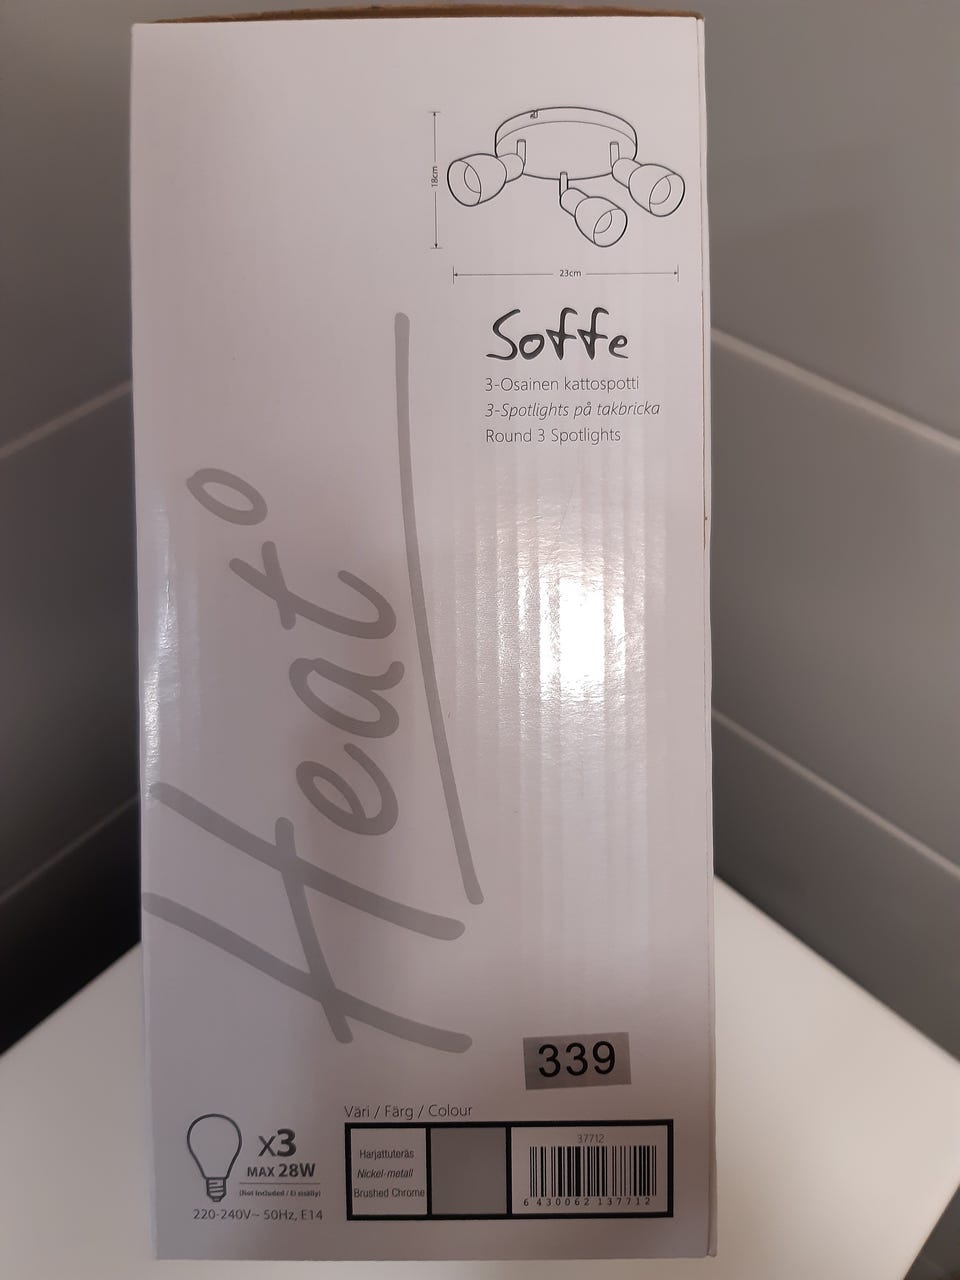 18cm
23cm
Soffe
3-Osainen kattospotti
3-Spotlights på takbricka
Round 3 Spotlights
Heat°
339
Väri / Färg / Colour
x3
MAX 28W
(Not included / Ei sisälly)
220-240V~ 50Hz, E14
Harjattuteräs
Nickel-metall
Brushed Chrome
37712
6 430062 137712